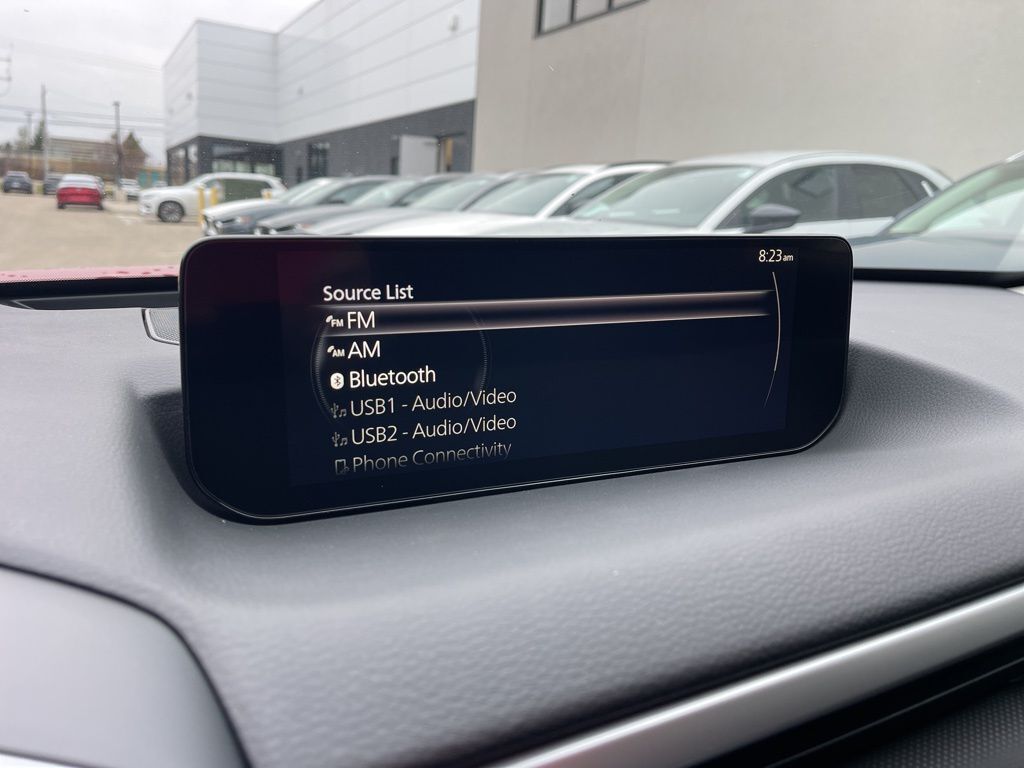 8:23am
Source List
FM FM
AM AM
Bluetooth
USB1 - Audio/Video
USB2 - Audio/Video
Phone Connectivity